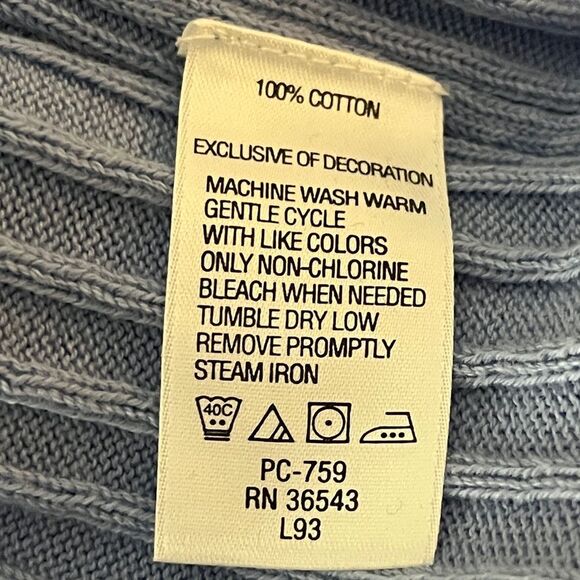 100% COTTON
EXCLUSIVE OF DECORATION
MACHINE WASH WARM
GENTLE CYCLE
WITH LIKE COLORS
ONLY NON-CHLORINE
BLEACH WHEN NEEDED
TUMBLE DRY LOW
REMOVE PROMPTLY
STEAM IRON
40C
PC-759
RN 36543
L93